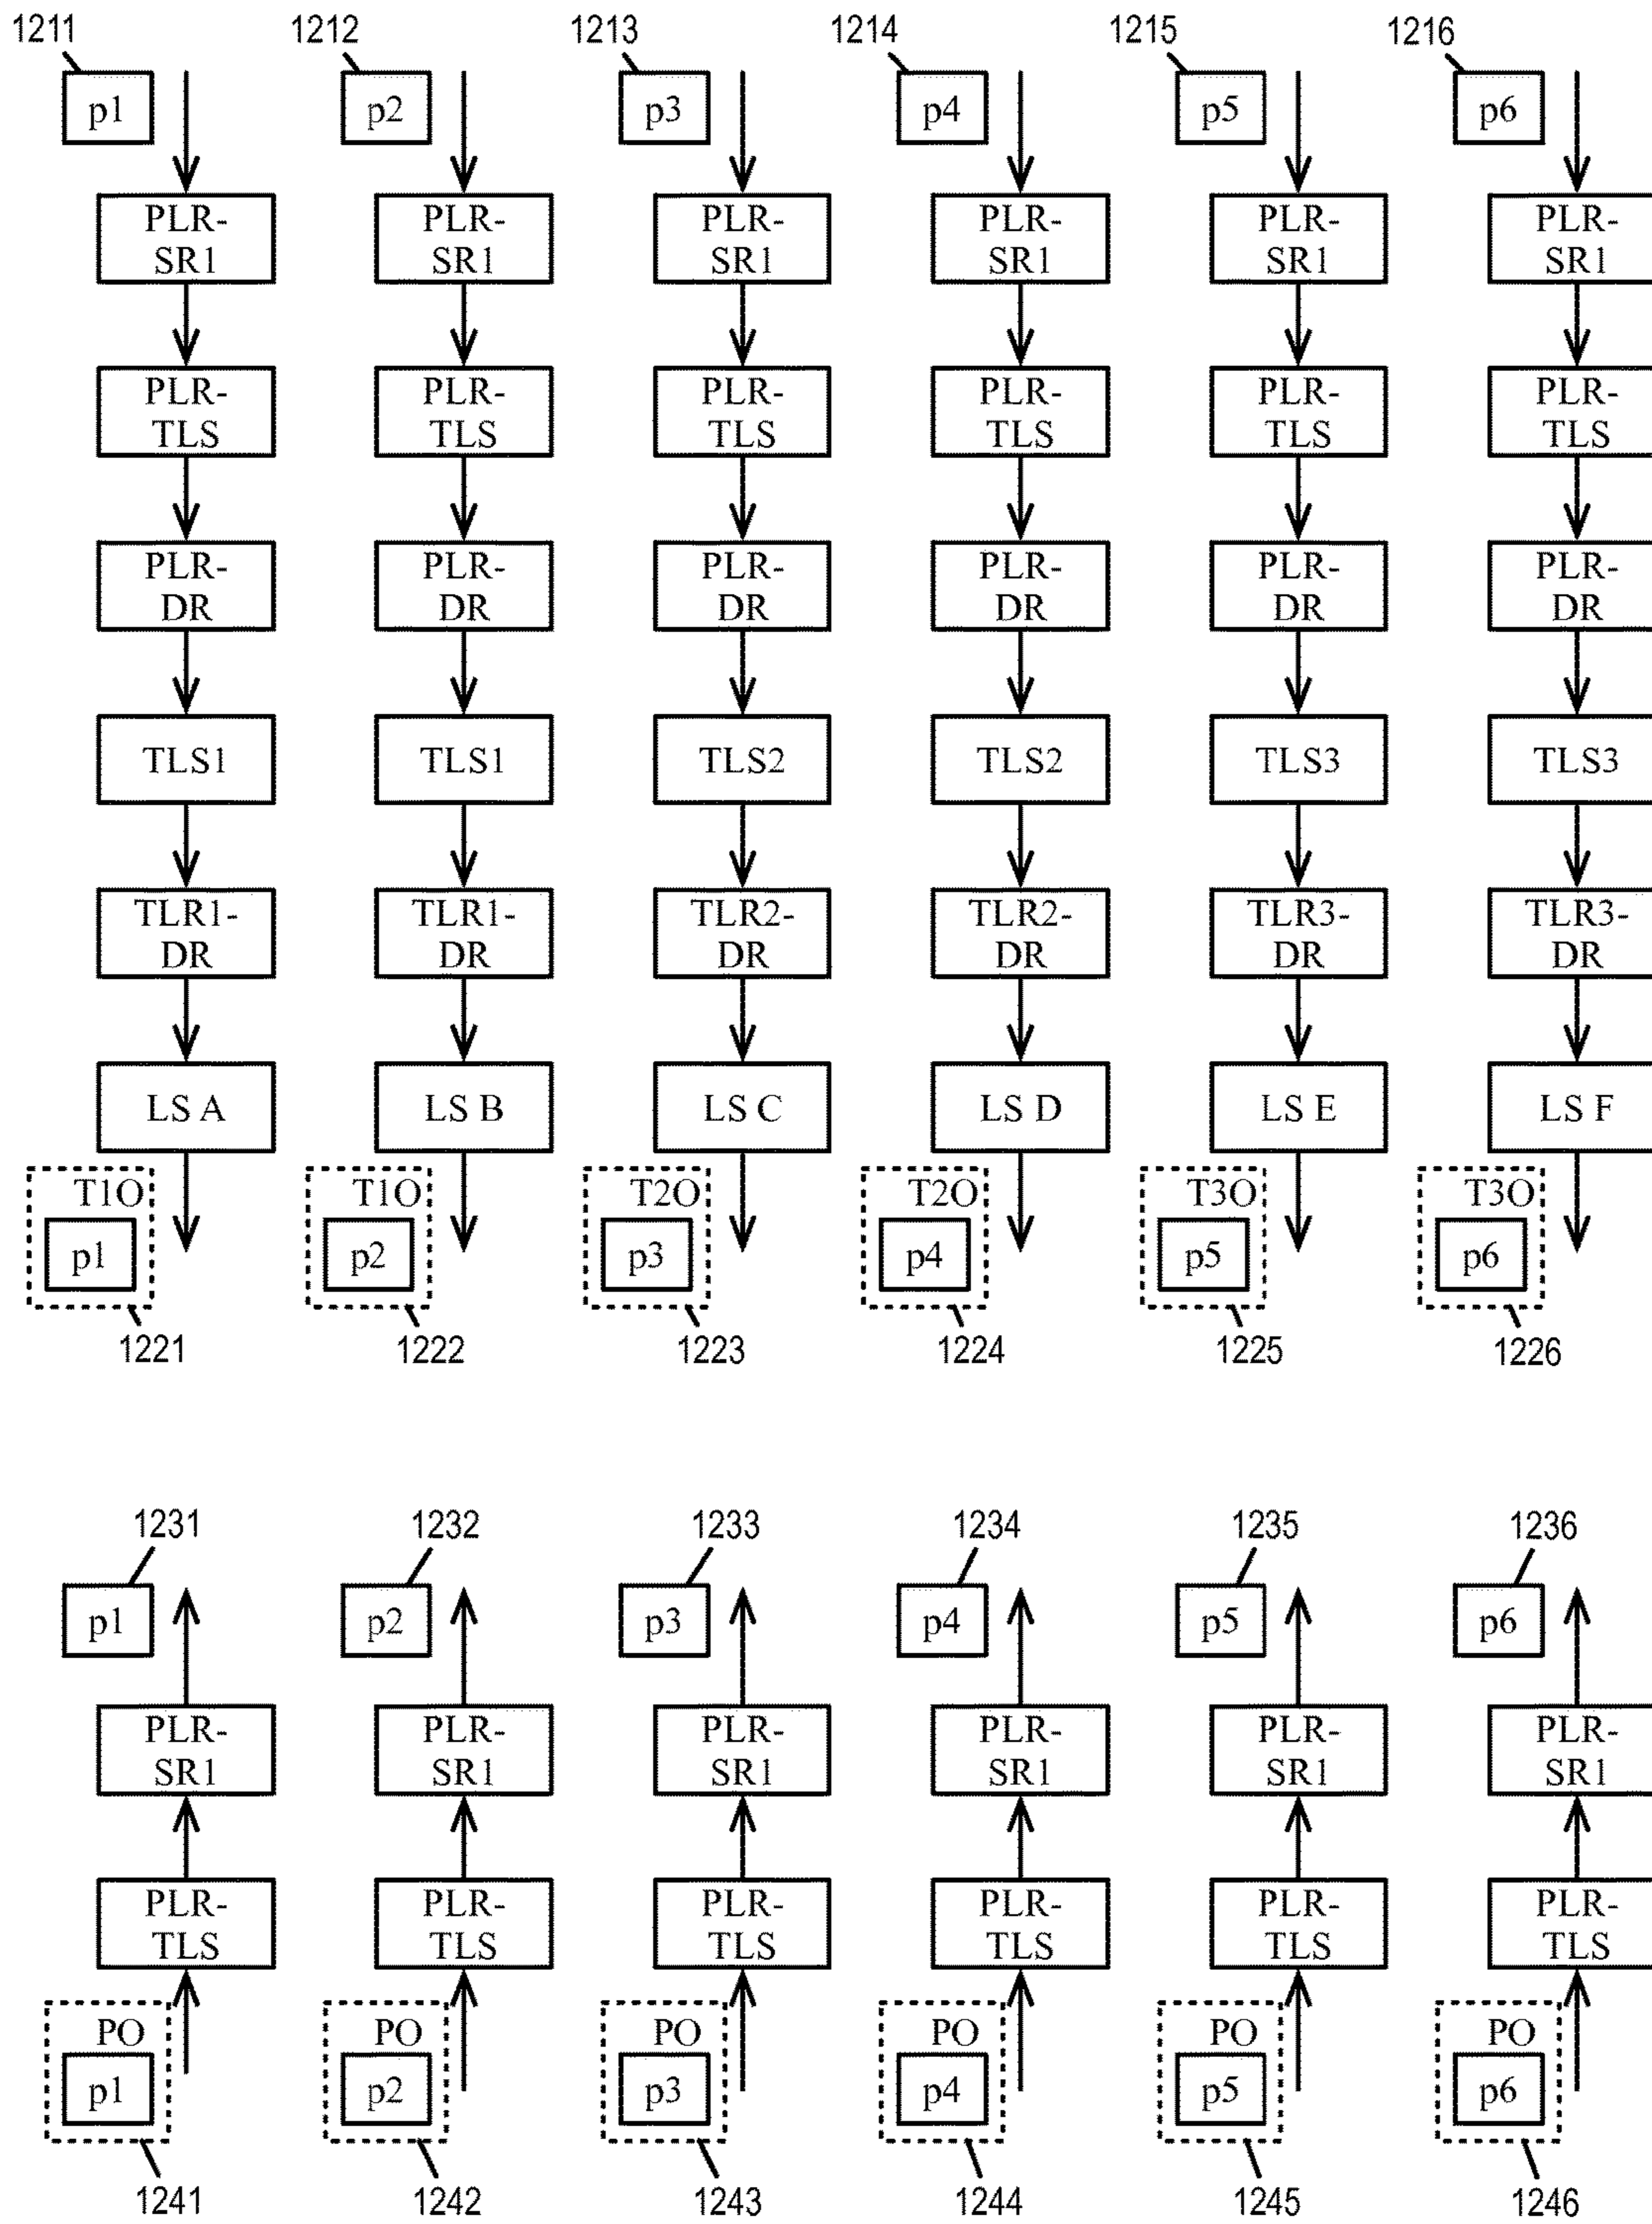 1211 1212 1213 1214 1215 1216
p1 p2 p3 p4 p5 p6
PLR- PLR- PLR- PLR- PLR- PLR-
SR1 SR1 SR1 SR1 SR1 SR1
PLR- PLR- PLR- PLR- PLR- PLR-
TLS TLS TLS TLS TLS TLS
PLR- PLR- PLR- PLR- PLR- PLR-
DR DR DR DR DR DR
TLS1 TLS1 TLS2 TLS2 TLS3 TLS3
TLR1- TLR1- TLR2- TLR2- TLR3- TLR3-
DR DR DR DR DR DR
LS A LS B LS C LS D LS E LS F
T1O T1O T2O T2O T3O T3O
p1 p2 p3 p4 p5 p6
1221 1222 1223 1224 1225 1226
1231 1232 1233 1234 1235 1236
p1 p2 p3 p4 p5 p6
PLR- PLR- PLR- PLR- PLR- PLR-
SR1 SR1 SR1 SR1 SR1 SR1
PLR- PLR- PLR- PLR- PLR- PLR-
TLS TLS TLS TLS TLS TLS
PO PO PO PO PO PO
p1 p2 p3 p4 p5 p6
1241 1242 1243 1244 1245 1246